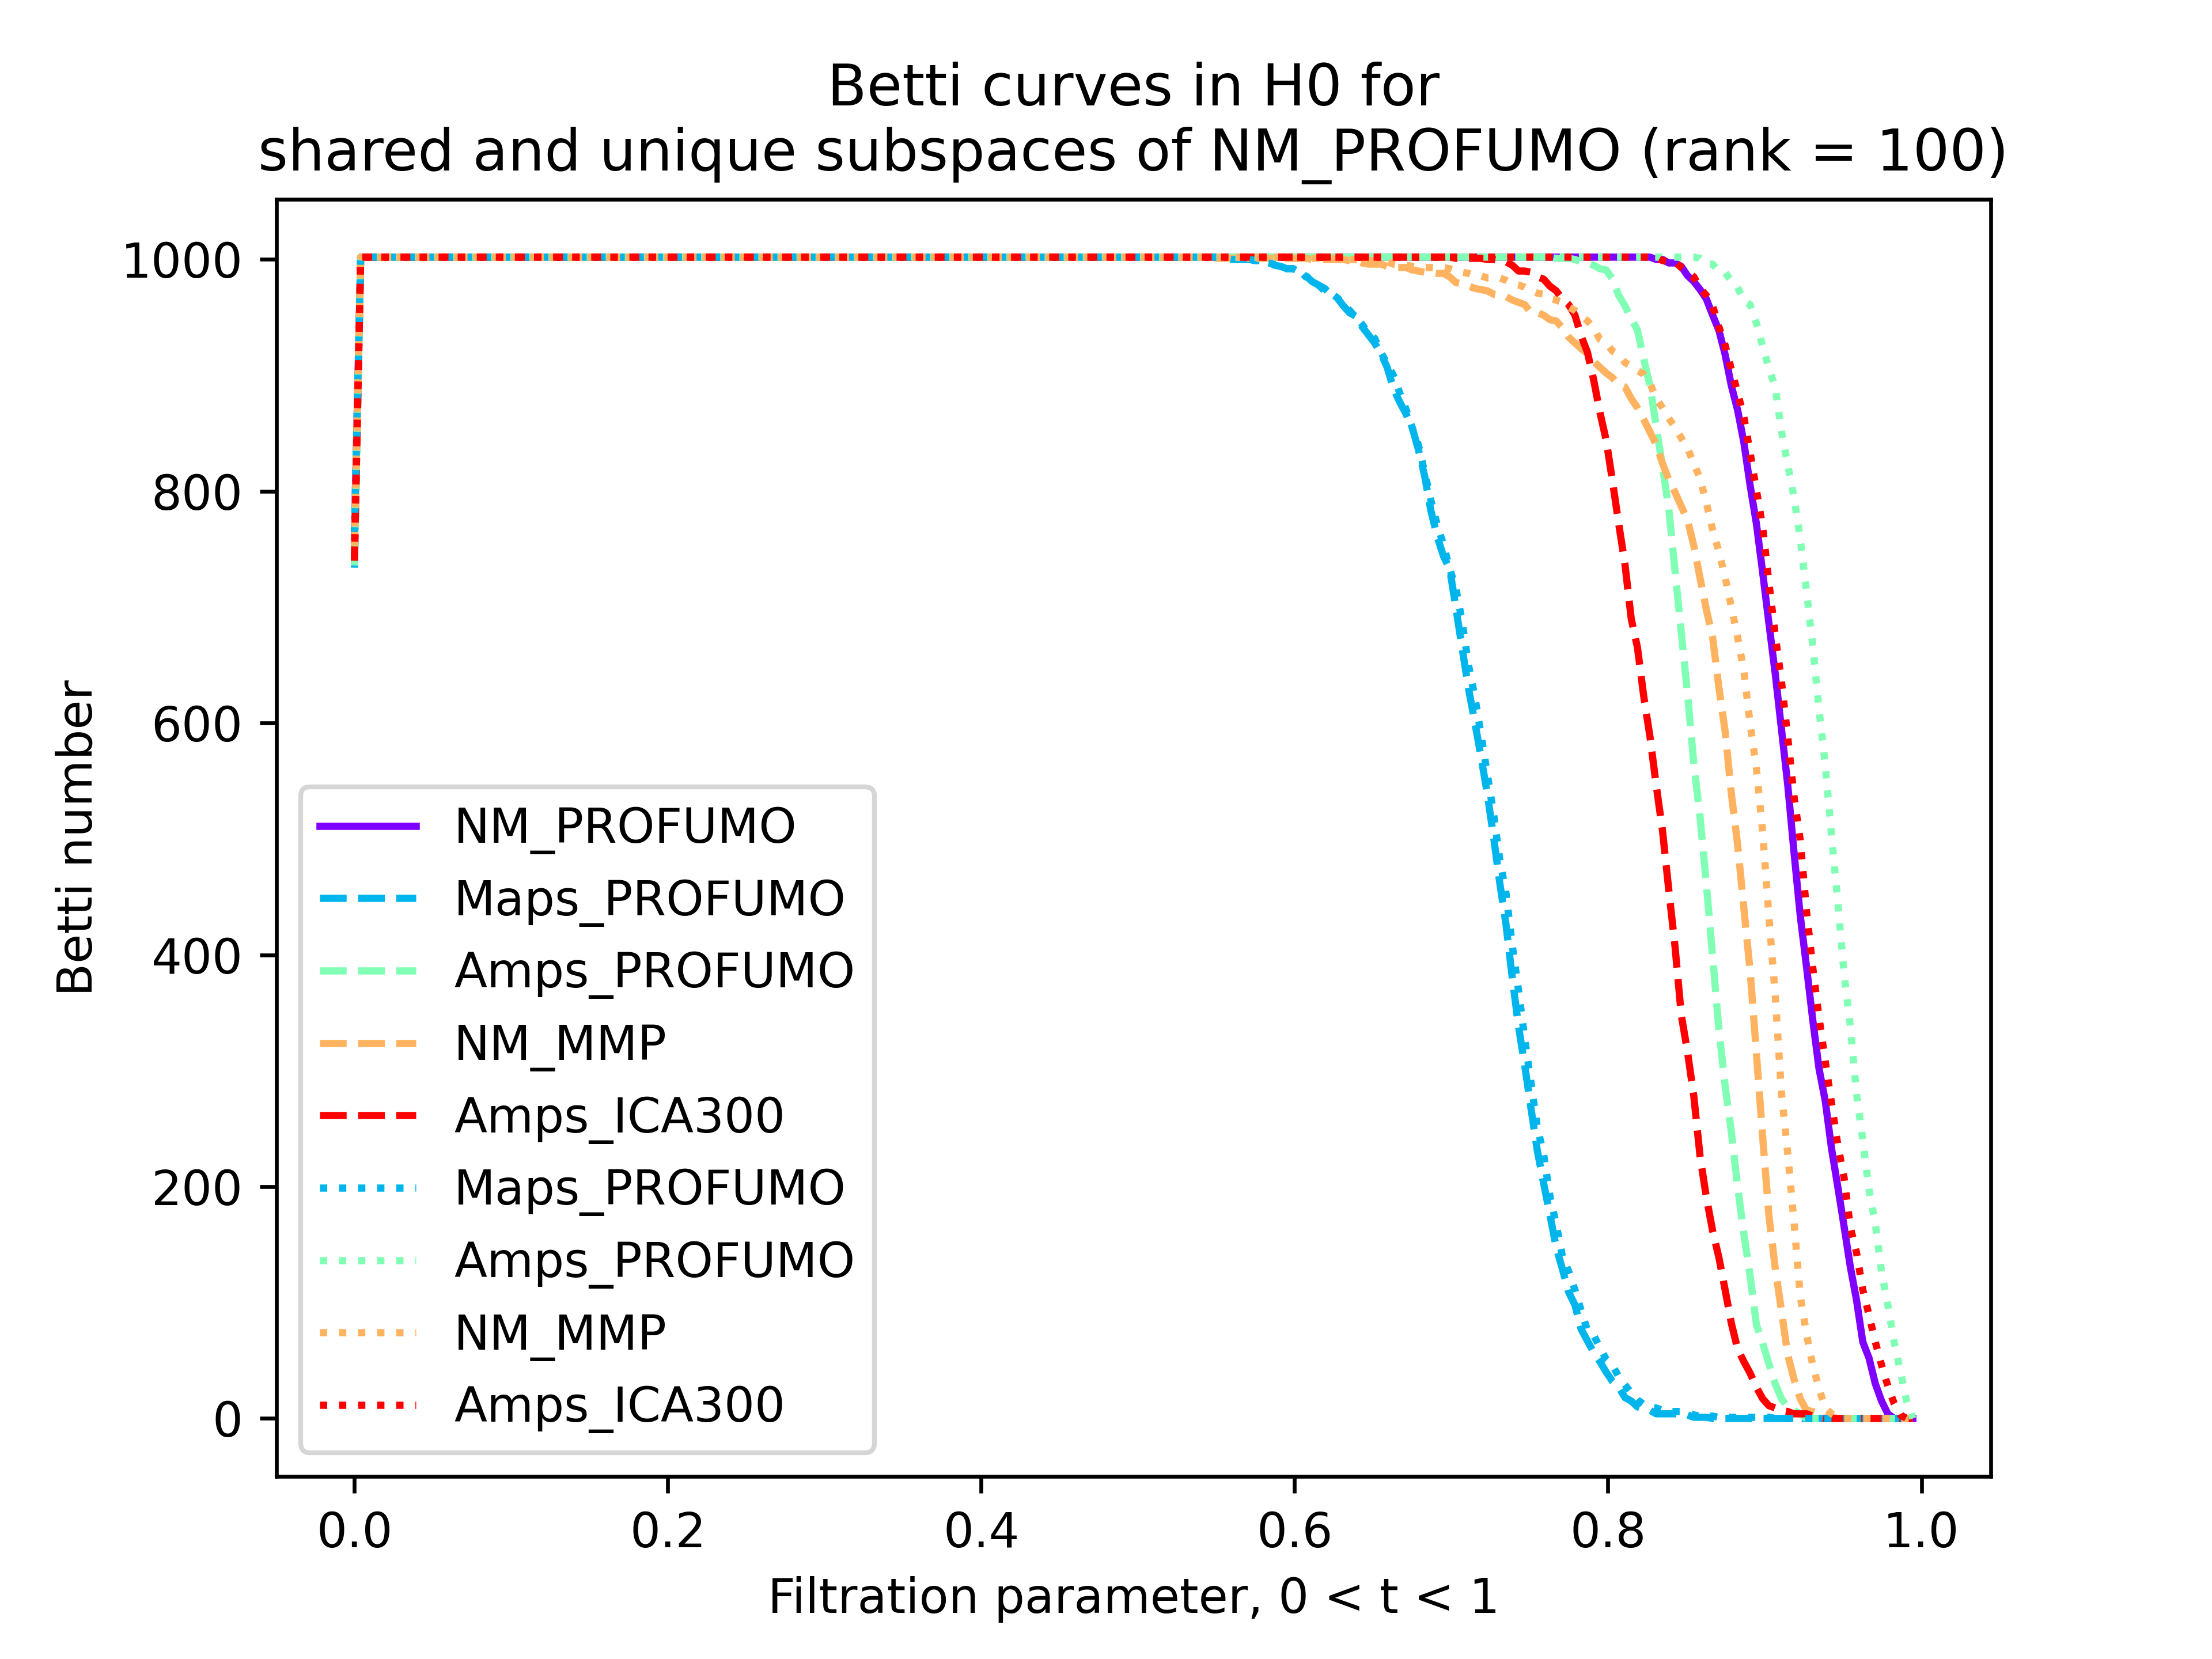 Betti curves in H0 for
shared and unique subspaces of NM_PROFUMO (rank = 100)
1000
800
600
400
200
0
Betti number
NM_PROFUMO
Maps_PROFUMO
Amps_PROFUMO
NM_MMP
Amps_ICA300
Maps_PROFUMO
Amps_PROFUMO
NM_MMP
Amps_ICA300
0.0 0.2 0.4 0.6 0.8 1.0
Filtration parameter, 0 < t < 1